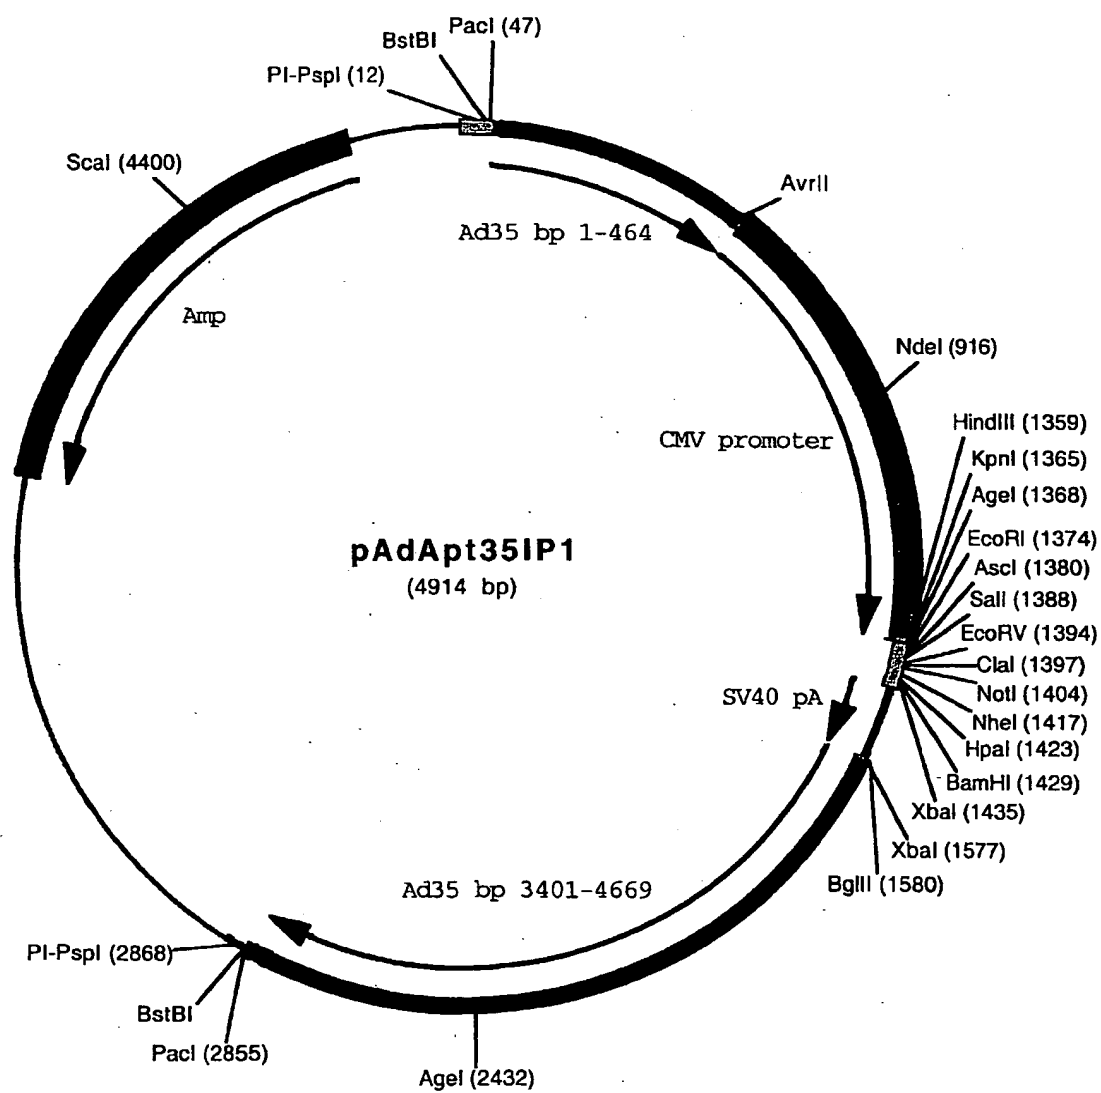 PacI (47)
BstBI
PI-PspI (12)
ScaI (4400)
AvrII
Ad35 bp 1-464
Amp
NdeI (916)
HindIII (1359)
CMV promoter
KpnI (1365)
AgeI (1368)
EcoRI (1374)
pAdApt35IP1
AscI (1380)
(4914 bp)
SalI (1388)
EcoRV (1394)
ClaI (1397)
SV40 pA
NotI (1404)
NheI (1417)
HpaI (1423)
BamHI (1429)
XbaI (1435)
XbaI (1577)
BglII (1580)
Ad35 bp 3401-4669
PI-PspI (2868)
BstBI
PacI (2855)
AgeI (2432)